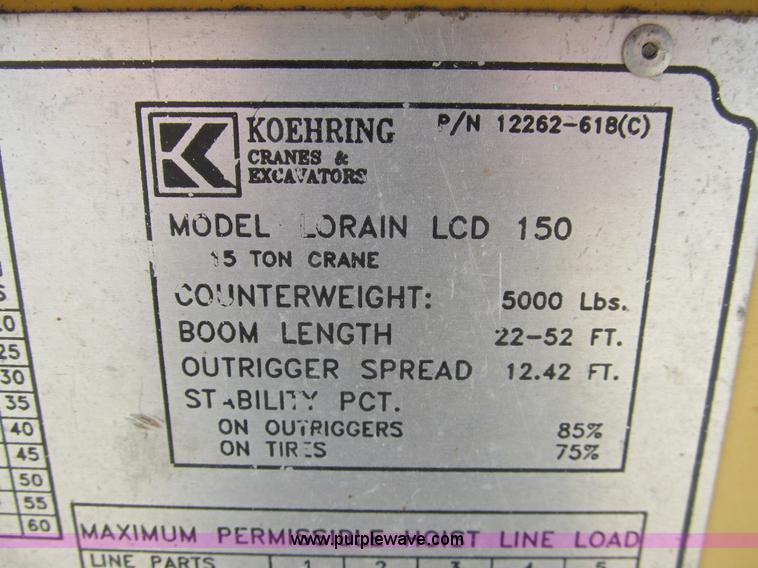 KOEHRING
CRANES &
EXCAVATORS
P/N 12262-618(C)
MODEL LORAIN LCD 150
15 TON CRANE
COUNTERWEIGHT: 5000 Lbs.
BOOM LENGTH 22-52 FT.
OUTRIGGER SPREAD 12.42 FT.
STABILITY PCT.
ON OUTRIGGERS 85%
ON TIRES 75%
25
30
35
40
45
50
55
60
MAXIMUM PERMISSIBLE HOIST LINE LOAD
www.purplewave.com
LINE PARTS 1 2 3 4 5